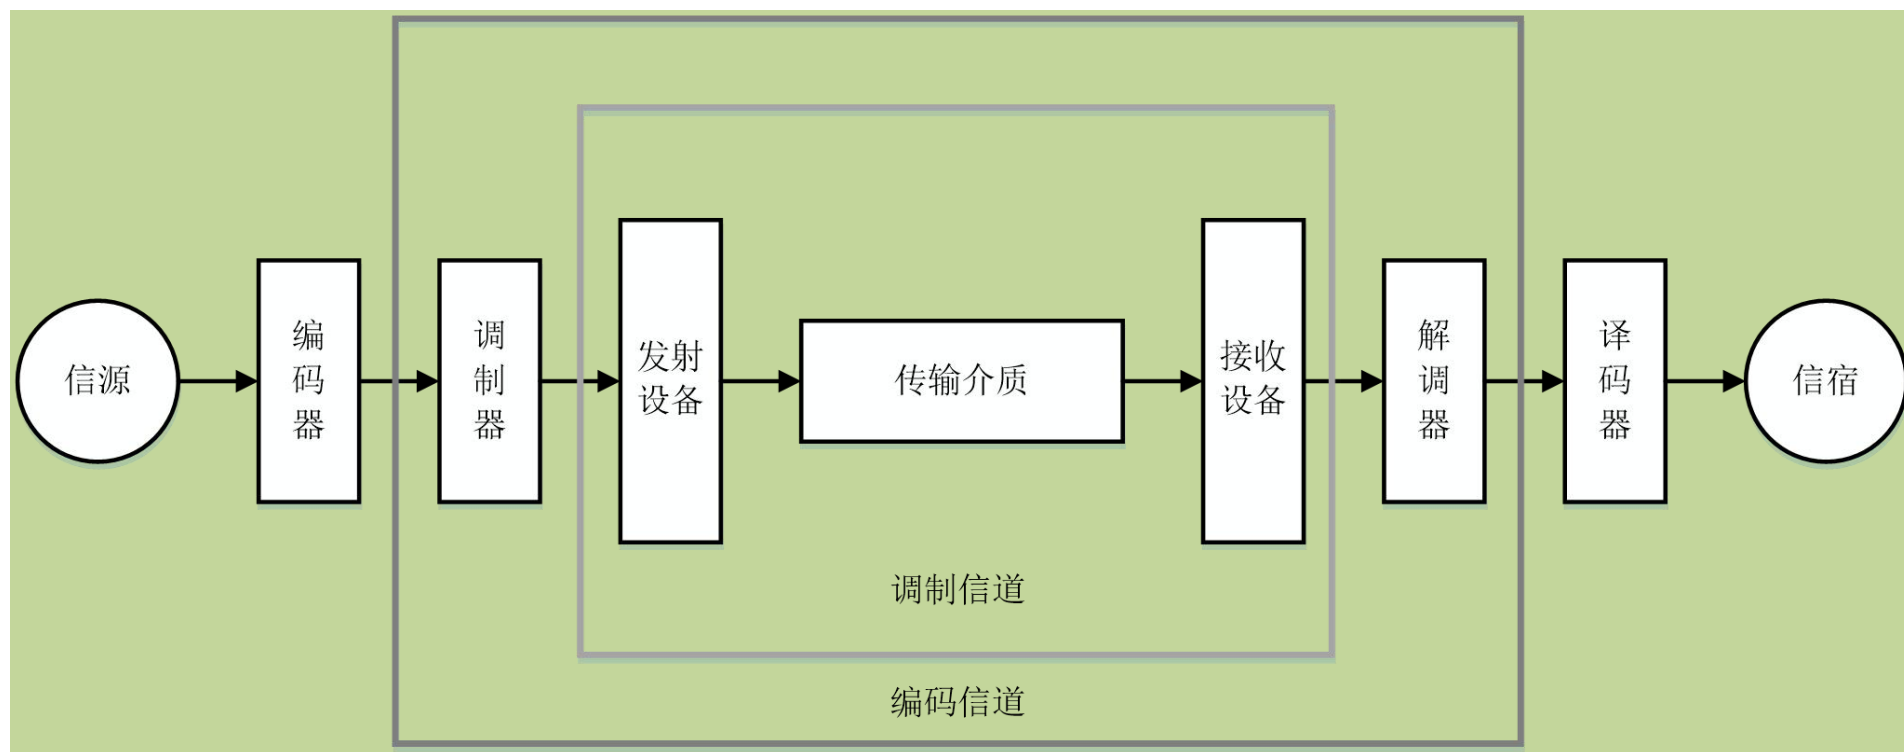 信源
编
码
器
调
制
器
发射
设备
传输介质
接收
设备
解
调
器
译
码
器
信宿
调制信道
编码信道